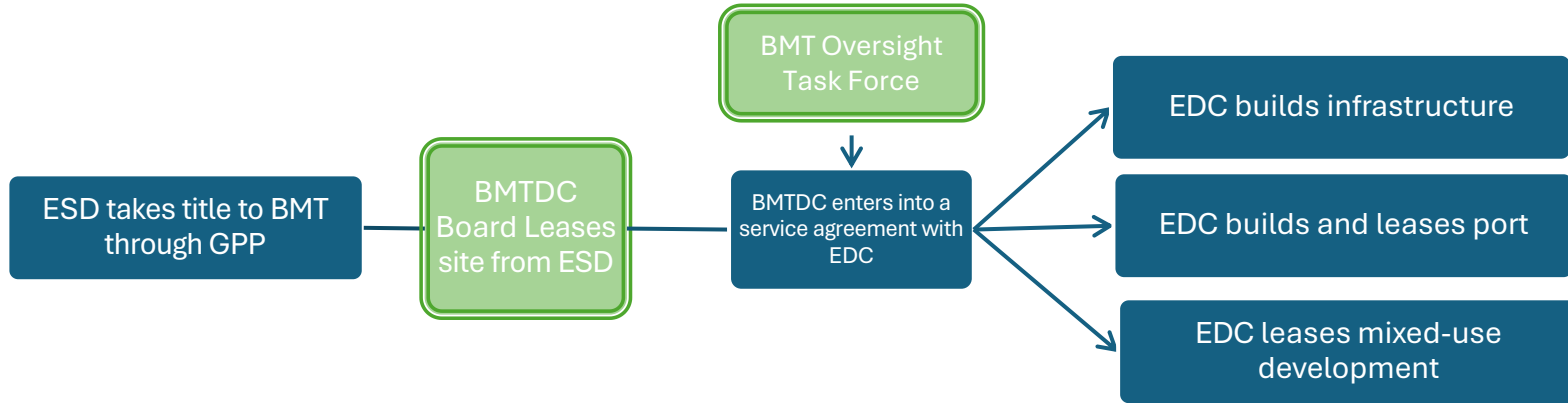 ESD takes title to BMT
through GPP
BMTDC
Board Leases
site from ESD
BMT Oversight
Task Force
BMTDC enters into a
service agreement with
EDC
EDC builds infrastructure
EDC builds and leases port
EDC leases mixed-use
development